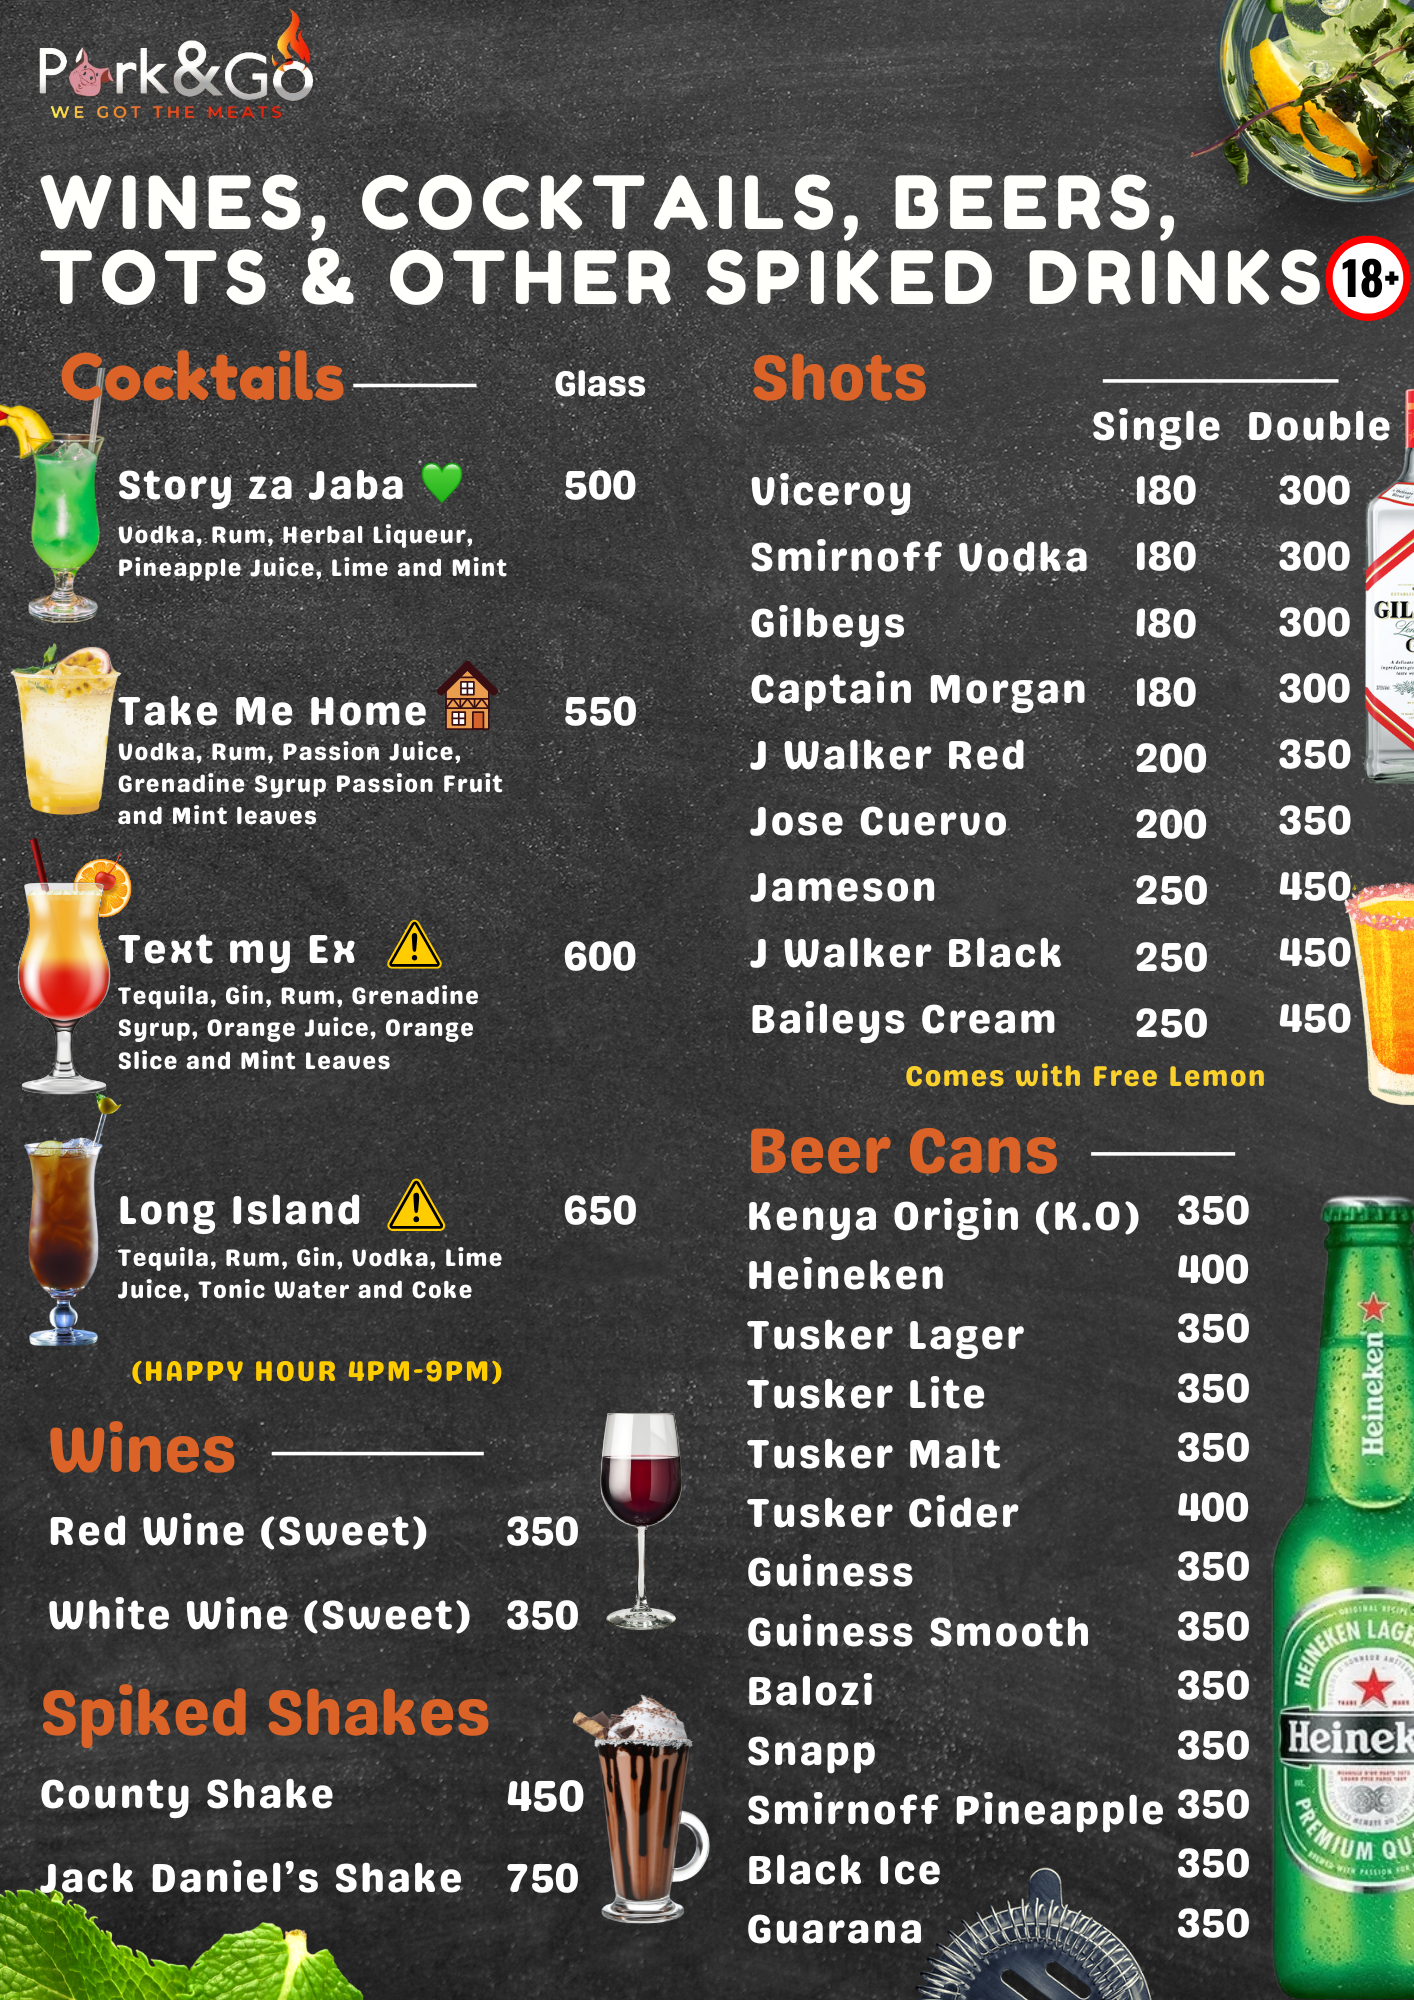 Pork&Go
WE GOT THE MEATS
WINES, COCKTAILS, BEERS,
TOTS & OTHER SPIKED DRINKS 18+
Cocktails Glass
Story za Jaba 💚 500
Vodka, Rum, Herbal Liqueur,
Pineapple Juice, Lime and Mint
Take Me Home 550
Vodka, Rum, Passion Juice,
Grenadine Syrup Passion Fruit
and Mint leaves
Text my Ex ⚠️ 600
Tequila, Gin, Rum, Grenadine
Syrup, Orange Juice, Orange
Slice and Mint Leaves
Long Island ⚠️ 650
Tequila, Rum, Gin, Vodka, Lime
Juice, Tonic Water and Coke
(HAPPY HOUR 4PM-9PM)
Wines
Red Wine (Sweet) 350
White Wine (Sweet) 350
Spiked Shakes
County Shake 450
Jack Daniel's Shake 750
Shots
Single Double
Viceroy 180 300
Smirnoff Vodka 180 300
Gilbeys 180 300
Captain Morgan 180 300
J Walker Red 200 350
Jose Cuervo 200 350
Jameson 250 450
J Walker Black 250 450
Baileys Cream 250 450
Comes with Free Lemon
Beer Cans
Kenya Origin (K.O) 350
Heineken 400
Tusker Lager 350
Tusker Lite 350
Tusker Malt 350
Tusker Cider 400
Guiness 350
Guiness Smooth 350
Balozi 350
Snapp 350
Smirnoff Pineapple 350
Black Ice 350
Guarana 350
GIL
Heineken
HEINEKEN LAGE
Heinek
PREMIUM QU